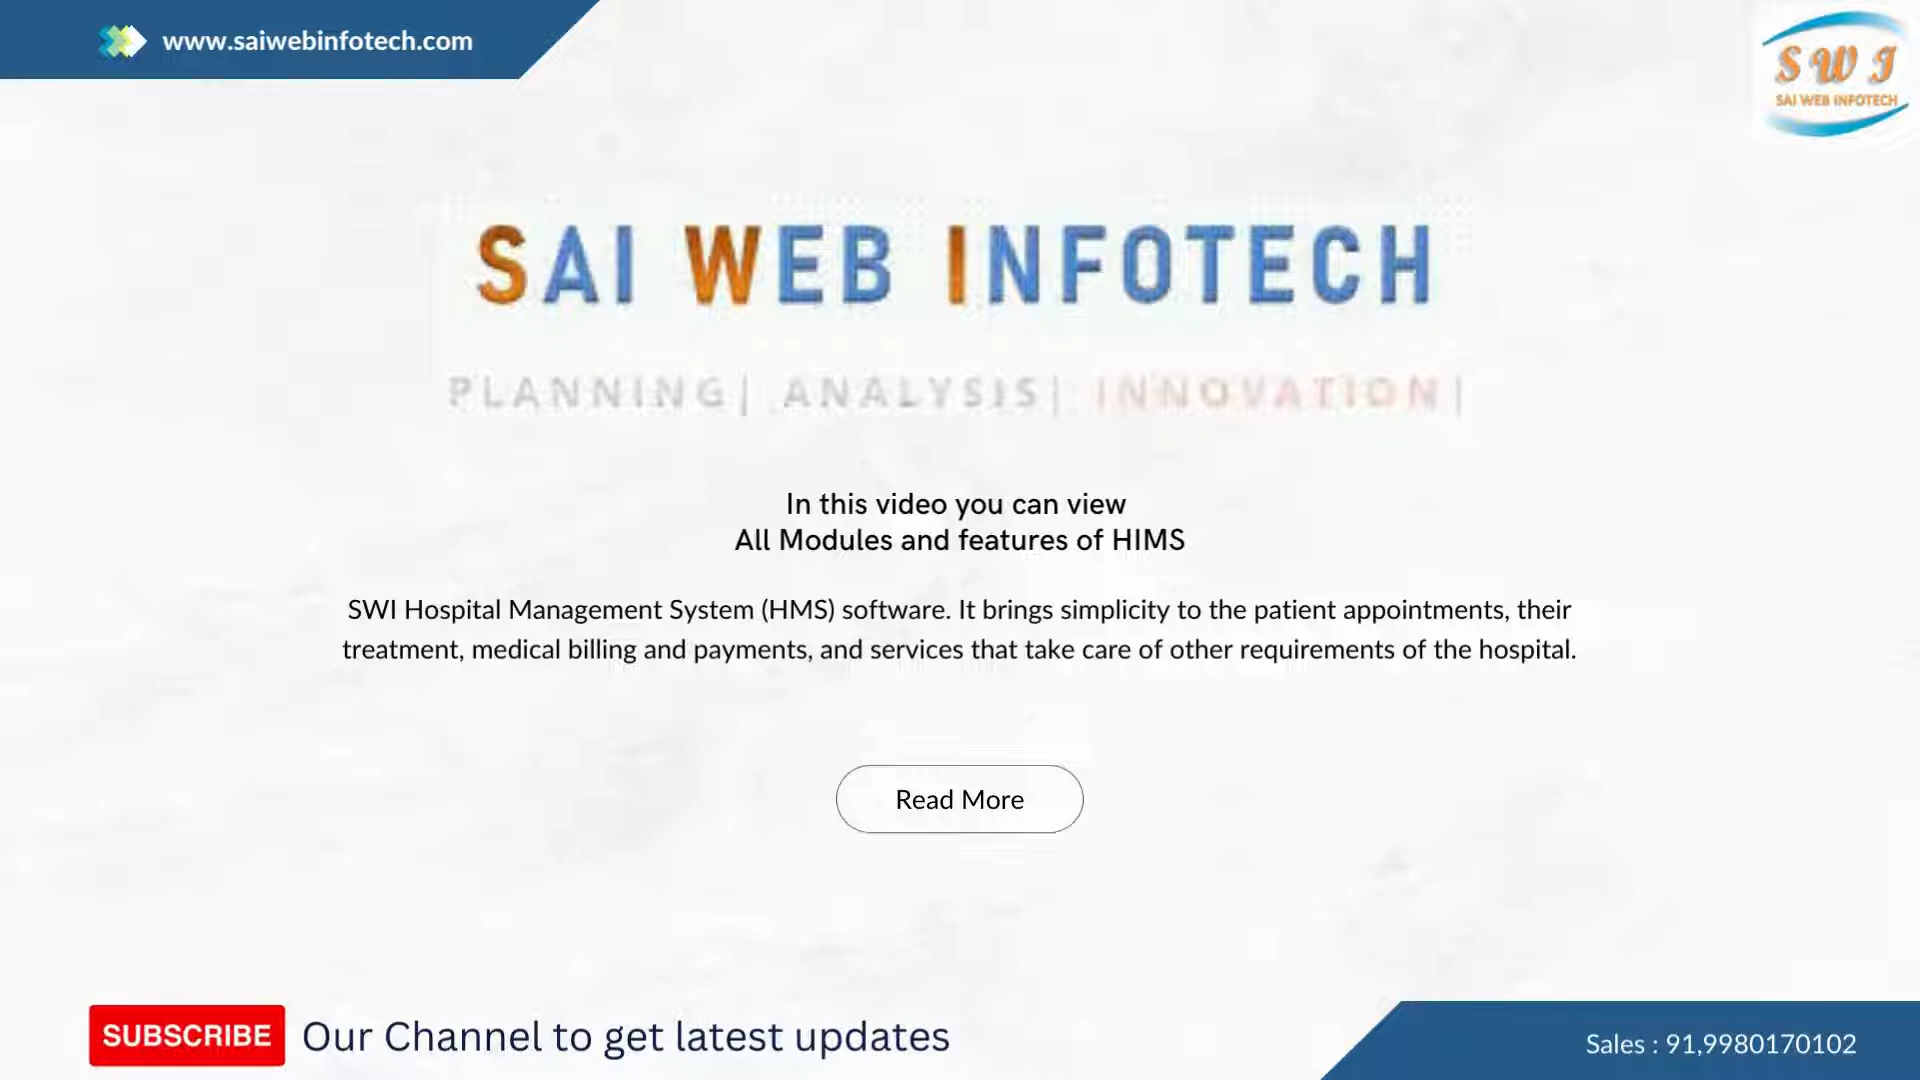 www.saiwebinfotech.com
S W I
SAI WEB INFOTECH
SAI WEB INFOTECH
PLANNING| ANALYSIS| INNOVATION|
In this video you can view
All Modules and features of HIMS
SWI Hospital Management System (HMS) software. It brings simplicity to the patient appointments, their
treatment, medical billing and payments, and services that take care of other requirements of the hospital.
Read More
SUBSCRIBE Our Channel to get latest updates
Sales : 91,9980170102